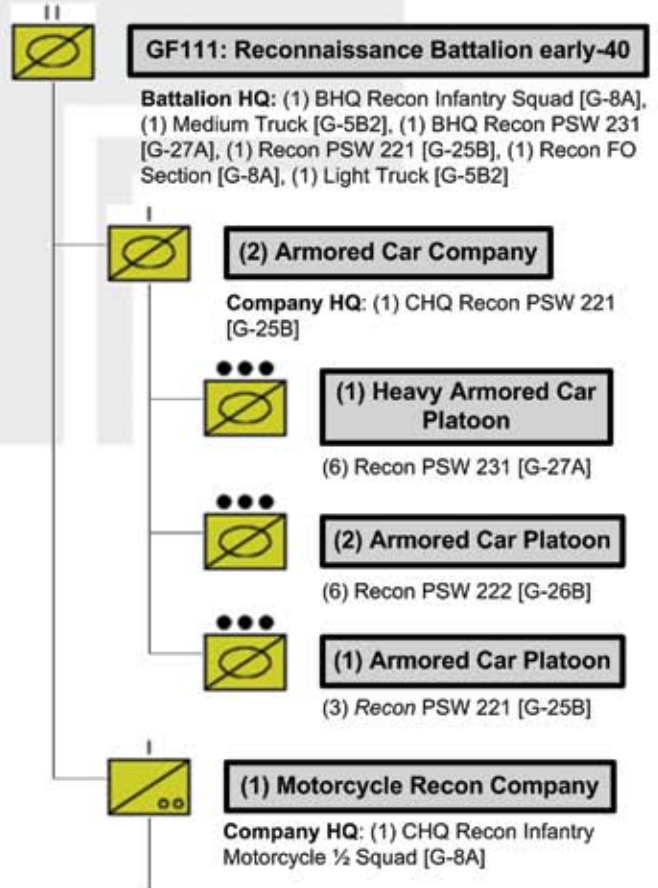 GF111: Reconnaissance Battalion early-40
Battalion HQ: (1) BHQ Recon Infantry Squad [G-8A],
(1) Medium Truck [G-5B2], (1) BHQ Recon PSW 231
[G-27A], (1) Recon PSW 221 [G-25B], (1) Recon FO
Section [G-8A], (1) Light Truck [G-5B2]
(2) Armored Car Company
Company HQ: (1) CHQ Recon PSW 221
[G-25B]
(1) Heavy Armored Car
Platoon
(6) Recon PSW 231 [G-27A]
(2) Armored Car Platoon
(6) Recon PSW 222 [G-26B]
(1) Armored Car Platoon
(3) Recon PSW 221 [G-25B]
(1) Motorcycle Recon Company
Company HQ: (1) CHQ Recon Infantry
Motorcycle ½ Squad [G-8A]